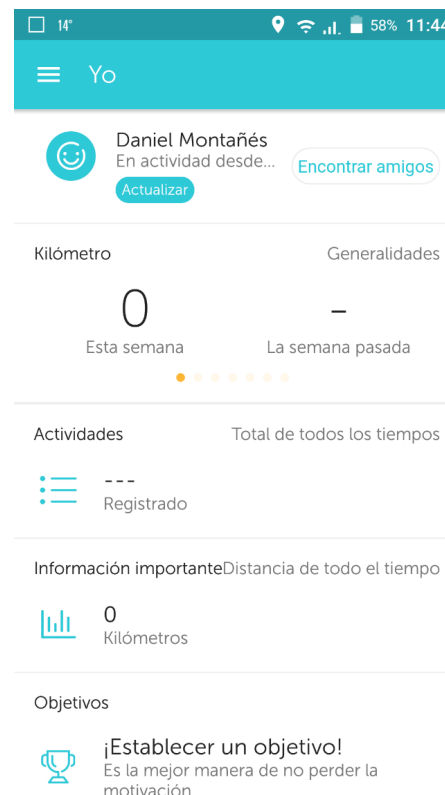 14° 58% 11:44
Yo
Daniel Montañés
En actividad desde...
Encontrar amigos
Actualizar
Kilómetro Generalidades
0 -
Esta semana La semana pasada
Actividades Total de todos los tiempos
---
Registrado
Información importante Distancia de todo el tiempo
0
Kilómetros
Objetivos
¡Establecer un objetivo!
Es la mejor manera de no perder la
motivación